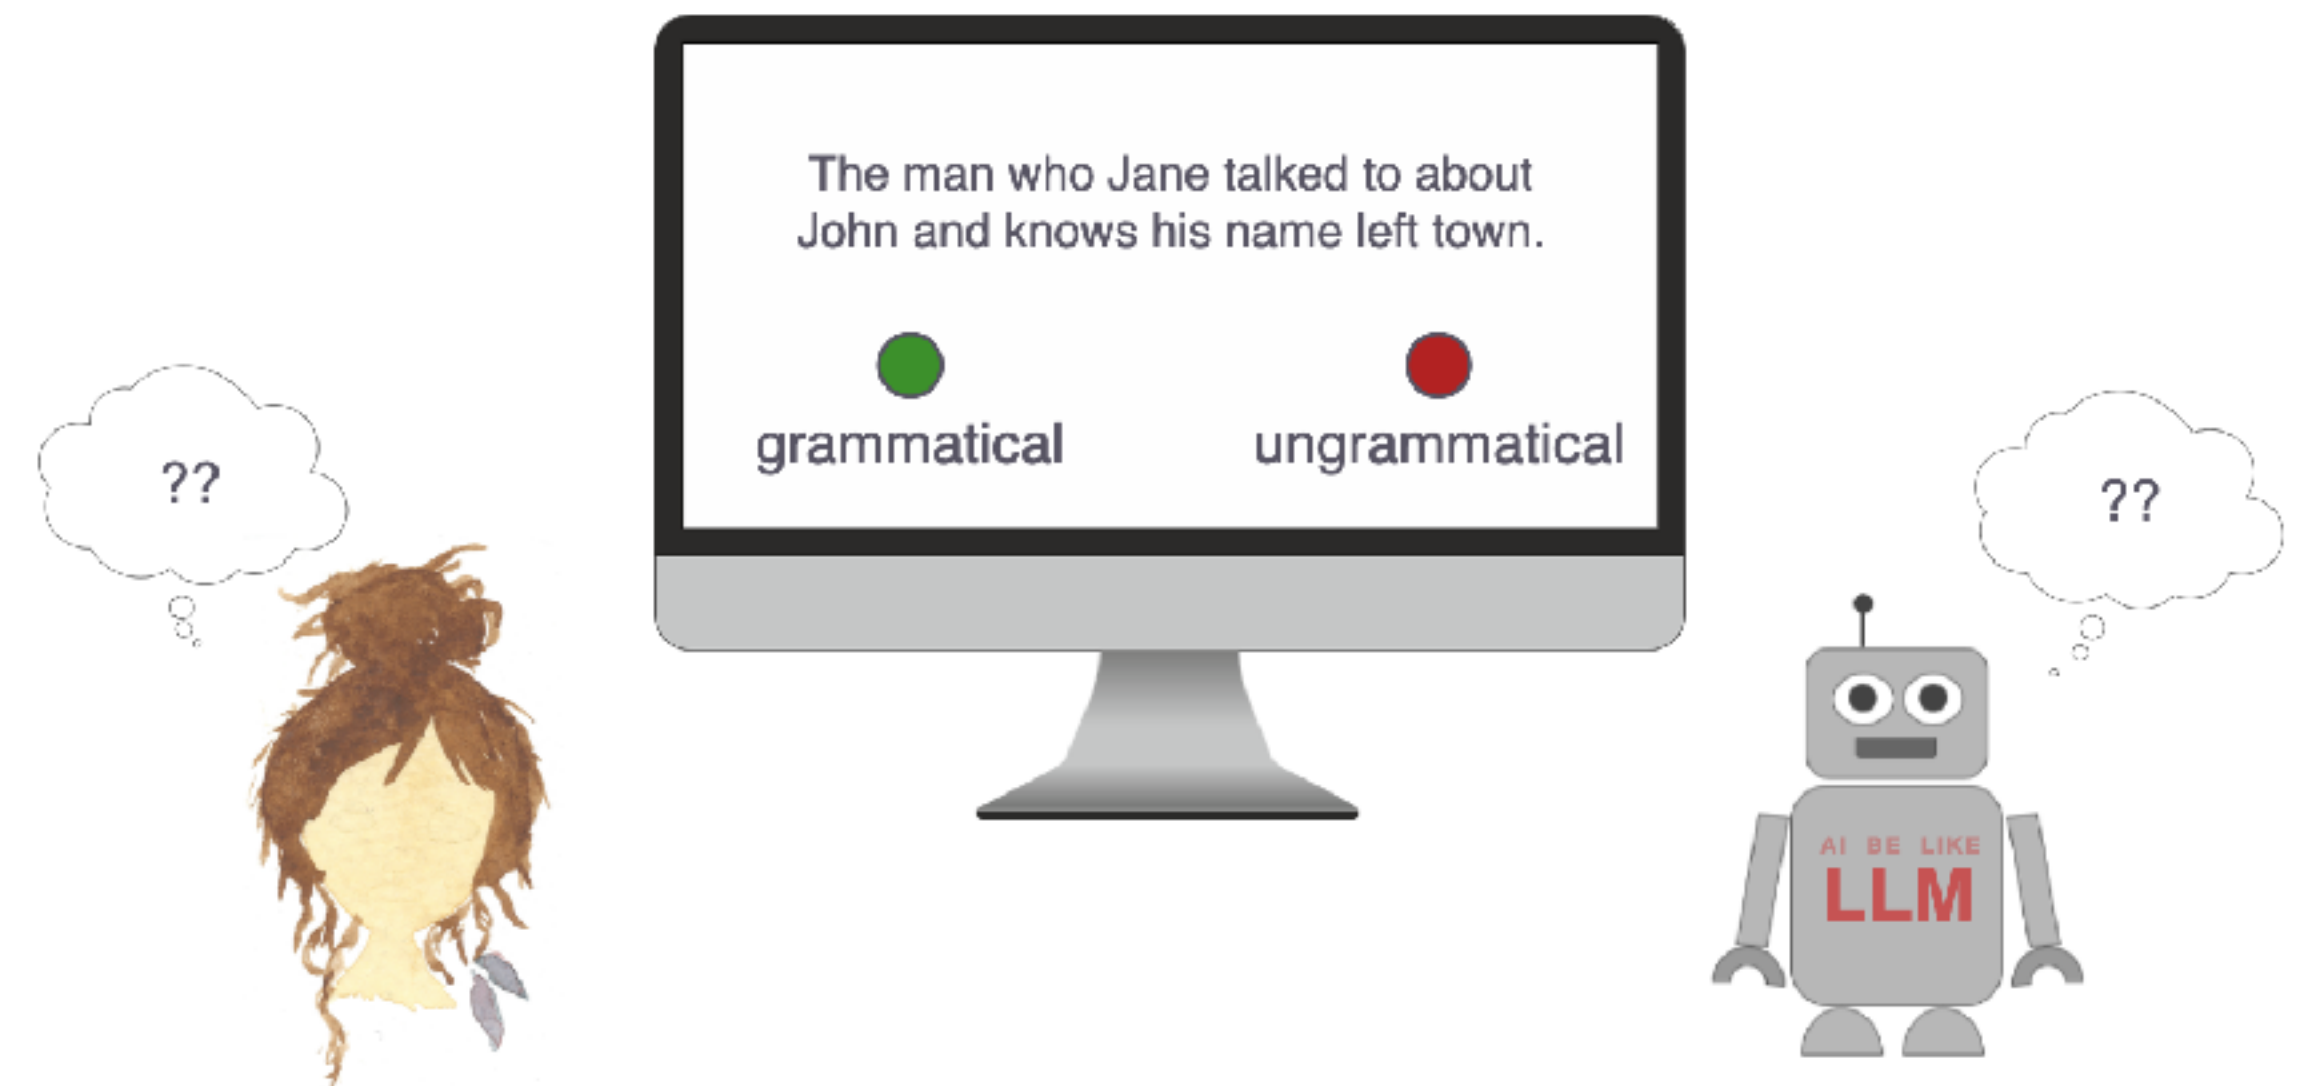 The man who Jane talked to about
John and knows his name left town.
grammatical
ungrammatical
??
??
AI BE LIKE
LLM